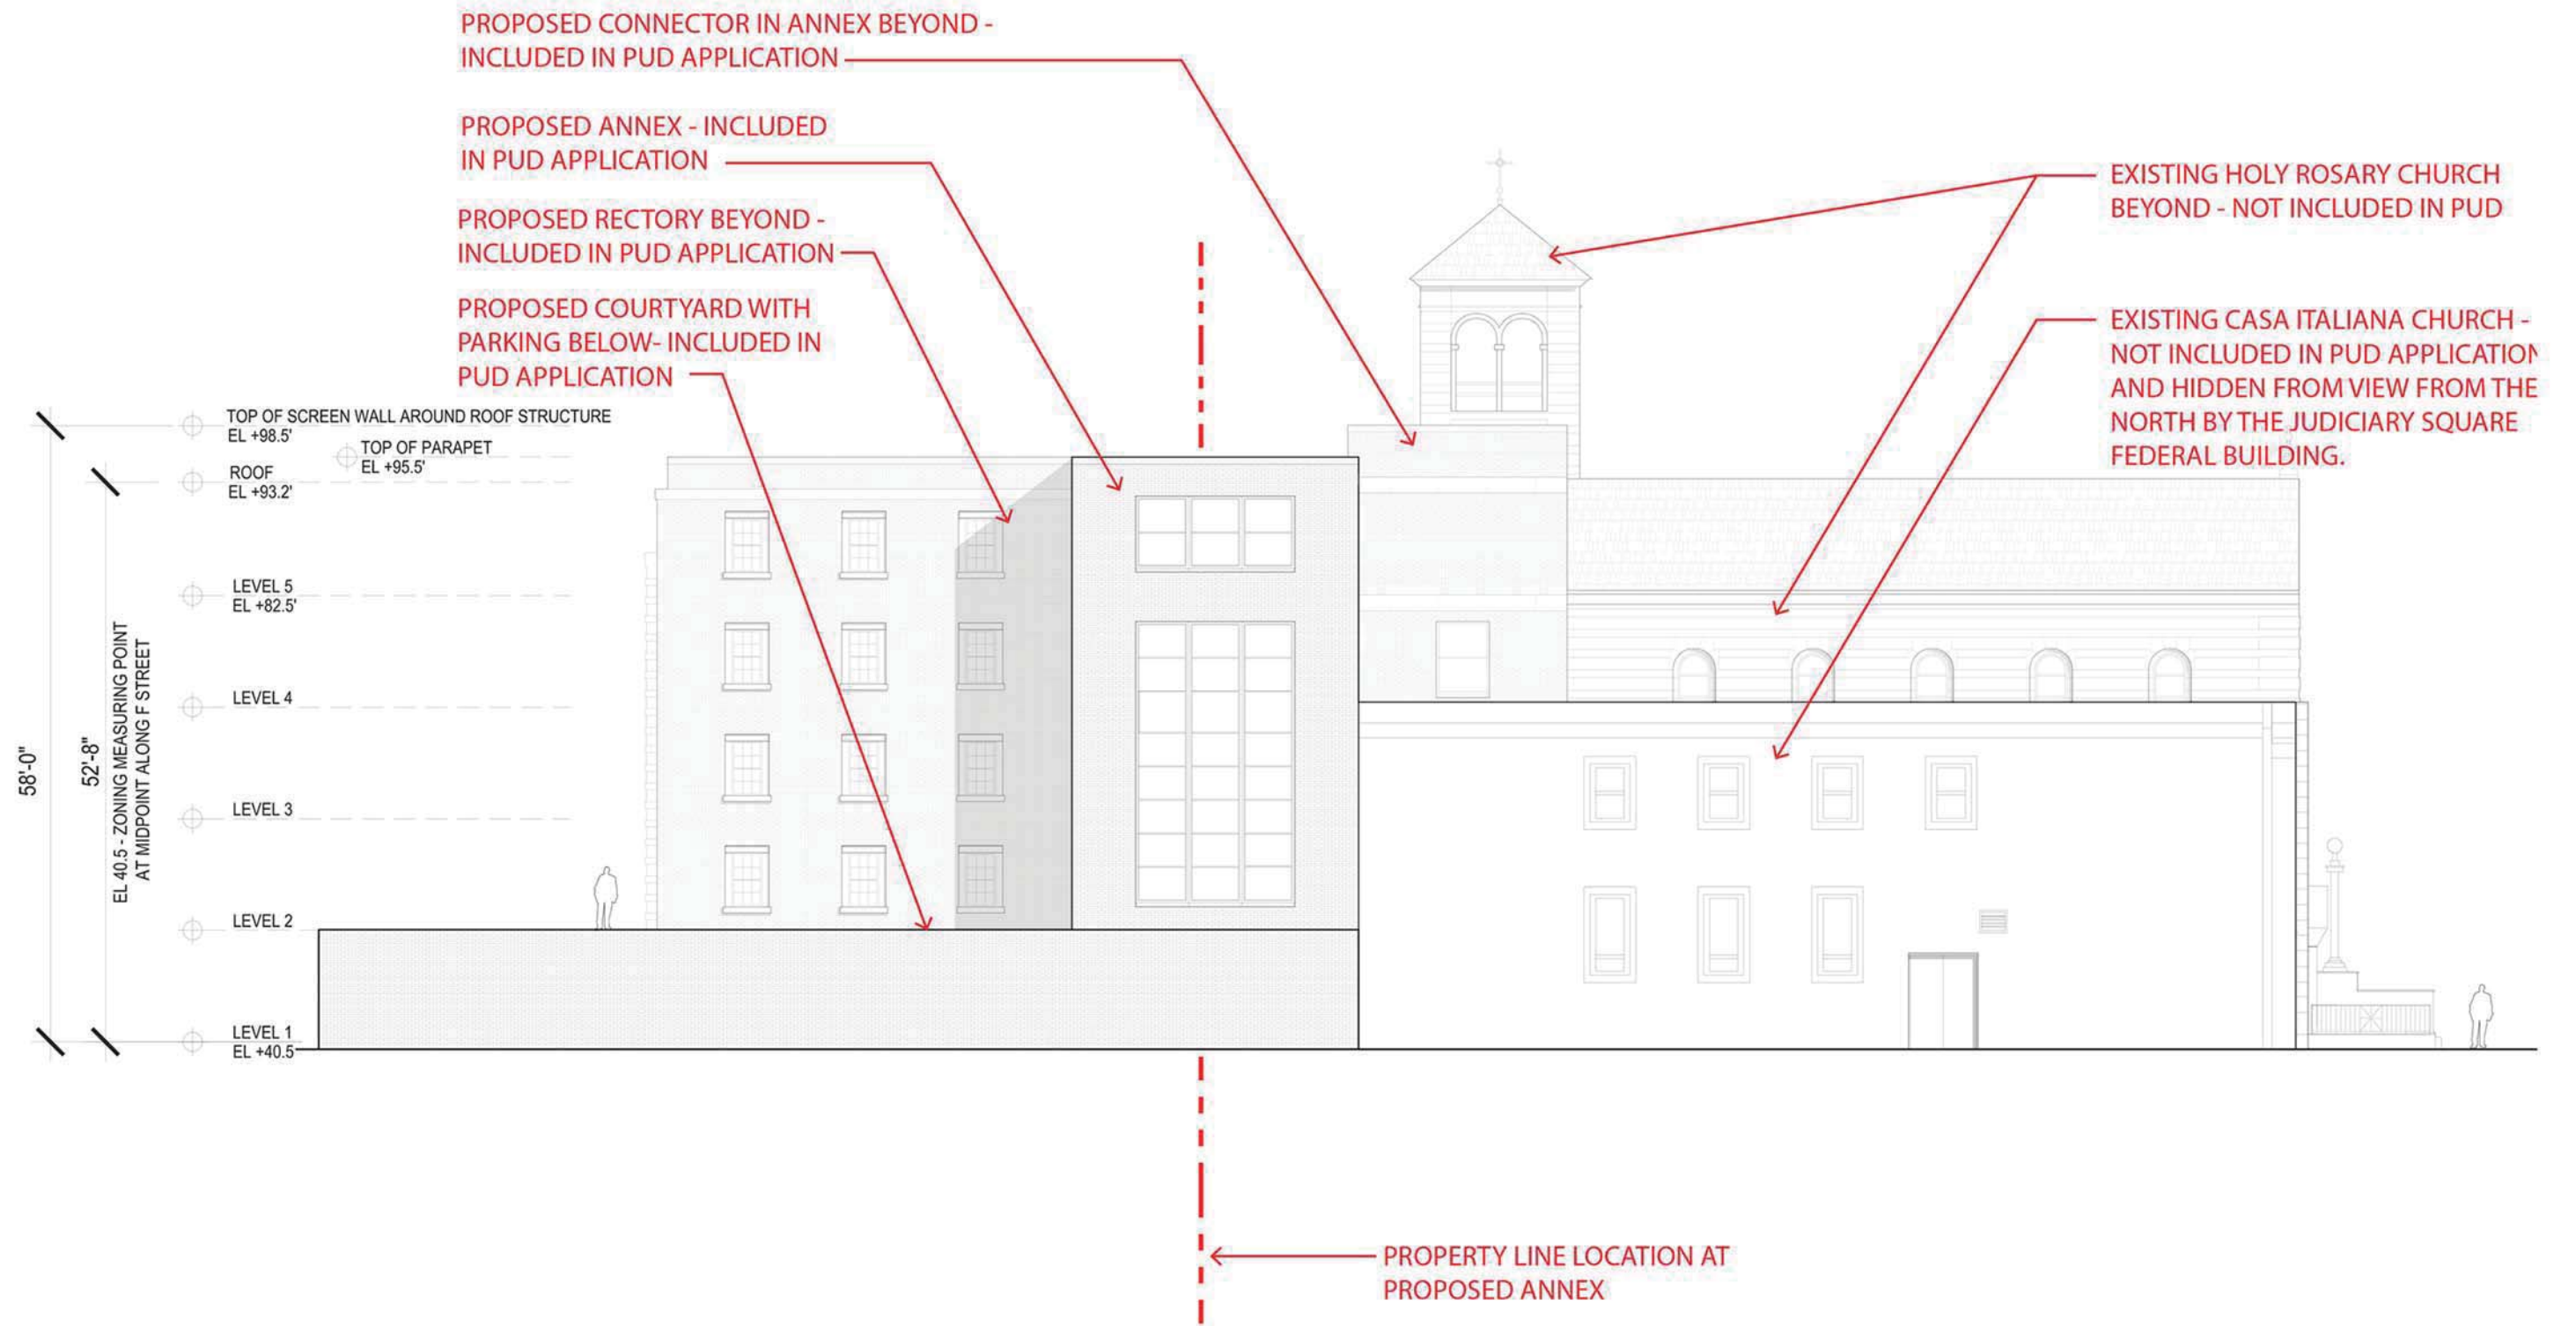 PROPOSED CONNECTOR IN ANNEX BEYOND -
INCLUDED IN PUD APPLICATION
PROPOSED ANNEX - INCLUDED
IN PUD APPLICATION
PROPOSED RECTORY BEYOND -
INCLUDED IN PUD APPLICATION
PROPOSED COURTYARD WITH
PARKING BELOW- INCLUDED IN
PUD APPLICATION
EXISTING HOLY ROSARY CHURCH
BEYOND - NOT INCLUDED IN PUD
EXISTING CASA ITALIANA CHURCH -
NOT INCLUDED IN PUD APPLICATION
AND HIDDEN FROM VIEW FROM THE
NORTH BY THE JUDICIARY SQUARE
FEDERAL BUILDING.
TOP OF SCREEN WALL AROUND ROOF STRUCTURE
EL +98.5'
TOP OF PARAPET
EL +95.5'
ROOF
EL +93.2'
LEVEL 5
EL +82.5'
LEVEL 4
LEVEL 3
LEVEL 2
LEVEL 1
EL +40.5
58'-0"
52'-8"
EL 40.5 - ZONING MEASURING POINT
AT MIDPOINT ALONG F STREET
PROPERTY LINE LOCATION AT
PROPOSED ANNEX